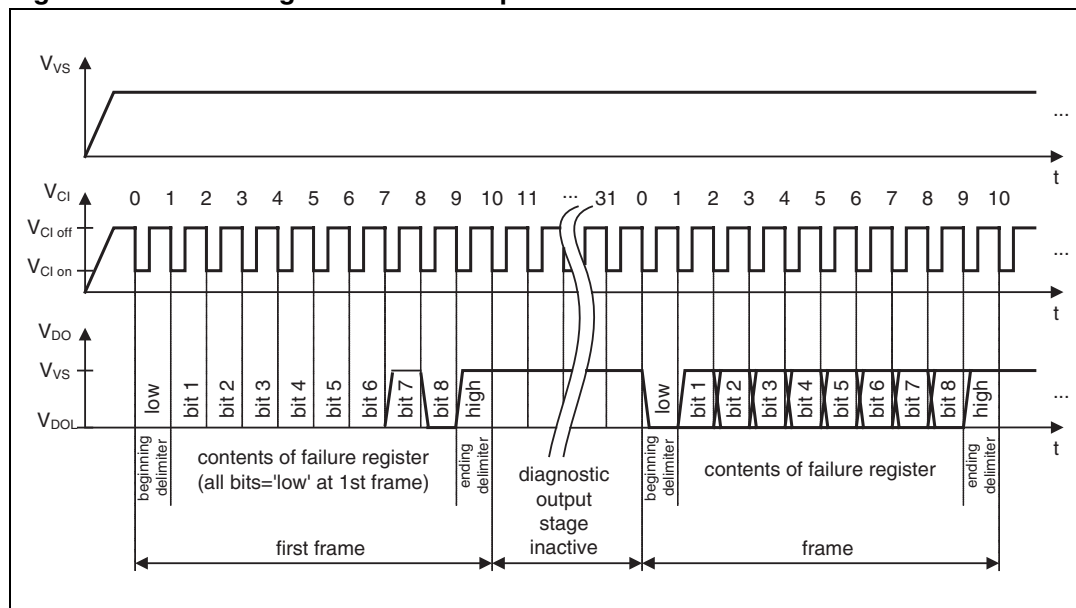 V_VS
...
t
V_CI
0 1 2 3 4 5 6 7 8 9 10 11 ... 31 0 1 2 3 4 5 6 7 8 9 10
V_CI off
V_CI on
...
t
V_DO
V_VS
V_DOL
low bit 1 bit 2 bit 3 bit 4 bit 5 bit 6 bit 7 bit 8 high low bit 1 bit 2 bit 3 bit 4 bit 5 bit 6 bit 7 bit 8 high
...
t
beginning
delimiter
contents of failure register
(all bits='low' at 1st frame)
ending
delimiter
diagnostic
output
stage
inactive
beginning
delimiter
contents of failure register
ending
delimiter
first frame
frame